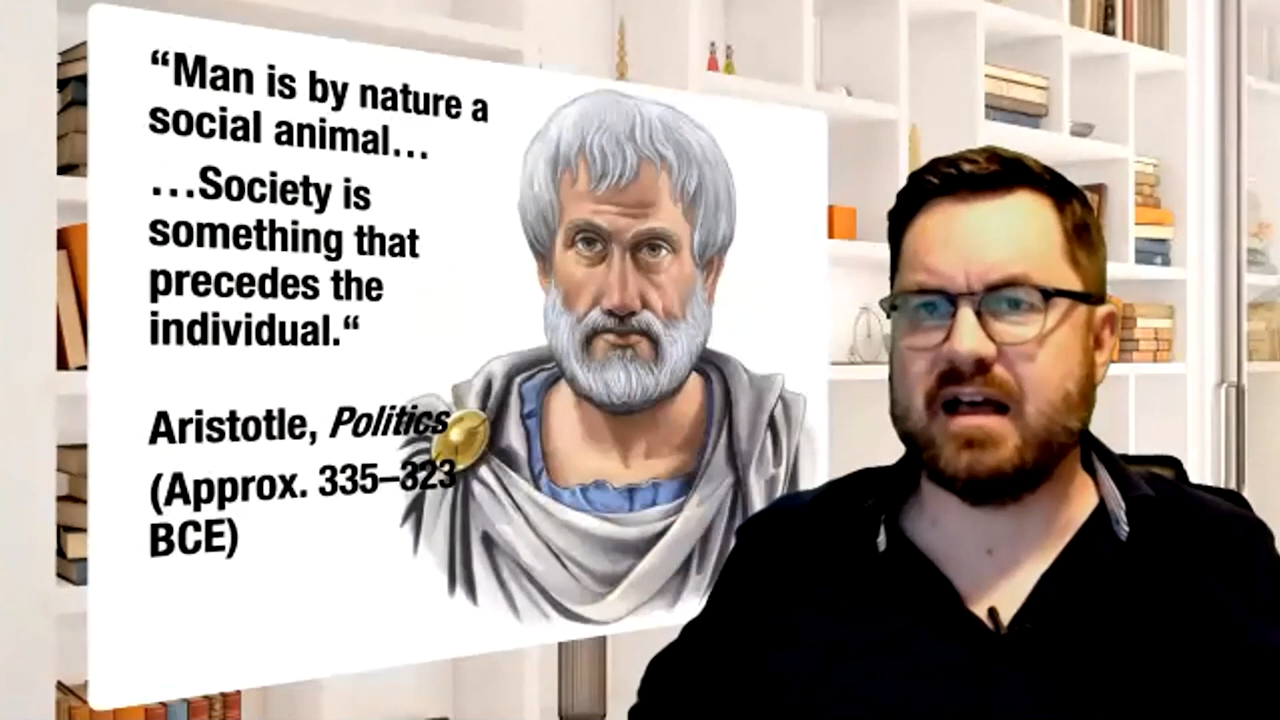 “Man is by nature a
social animal…
…Society is
something that
precedes the
individual.“
Aristotle, Politics
(Approx. 335–323
BCE)